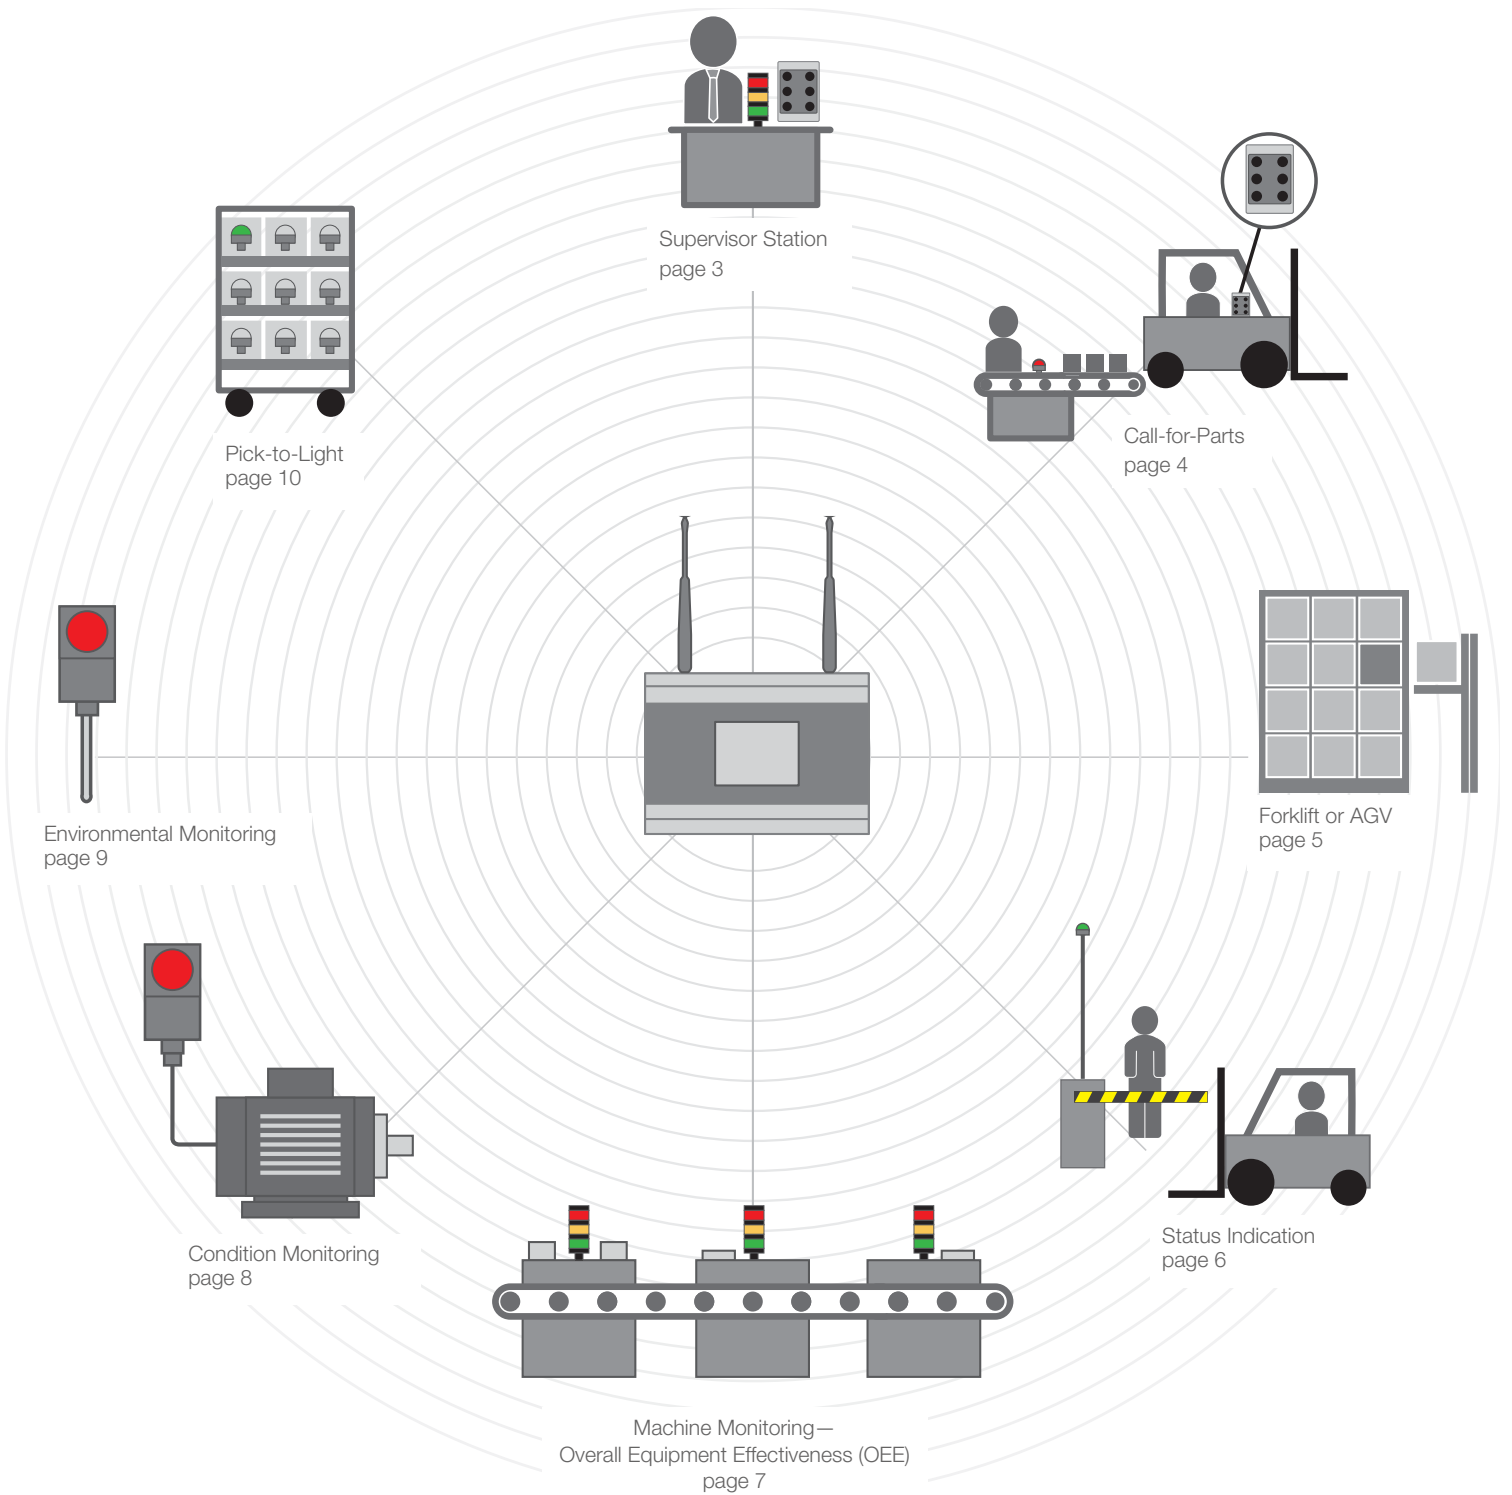 Supervisor Station
page 3
Call-for-Parts
page 4
Pick-to-Light
page 10
Forklift or AGV
page 5
Environmental Monitoring
page 9
Status Indication
page 6
Condition Monitoring
page 8
Machine Monitoring—
Overall Equipment Effectiveness (OEE)
page 7